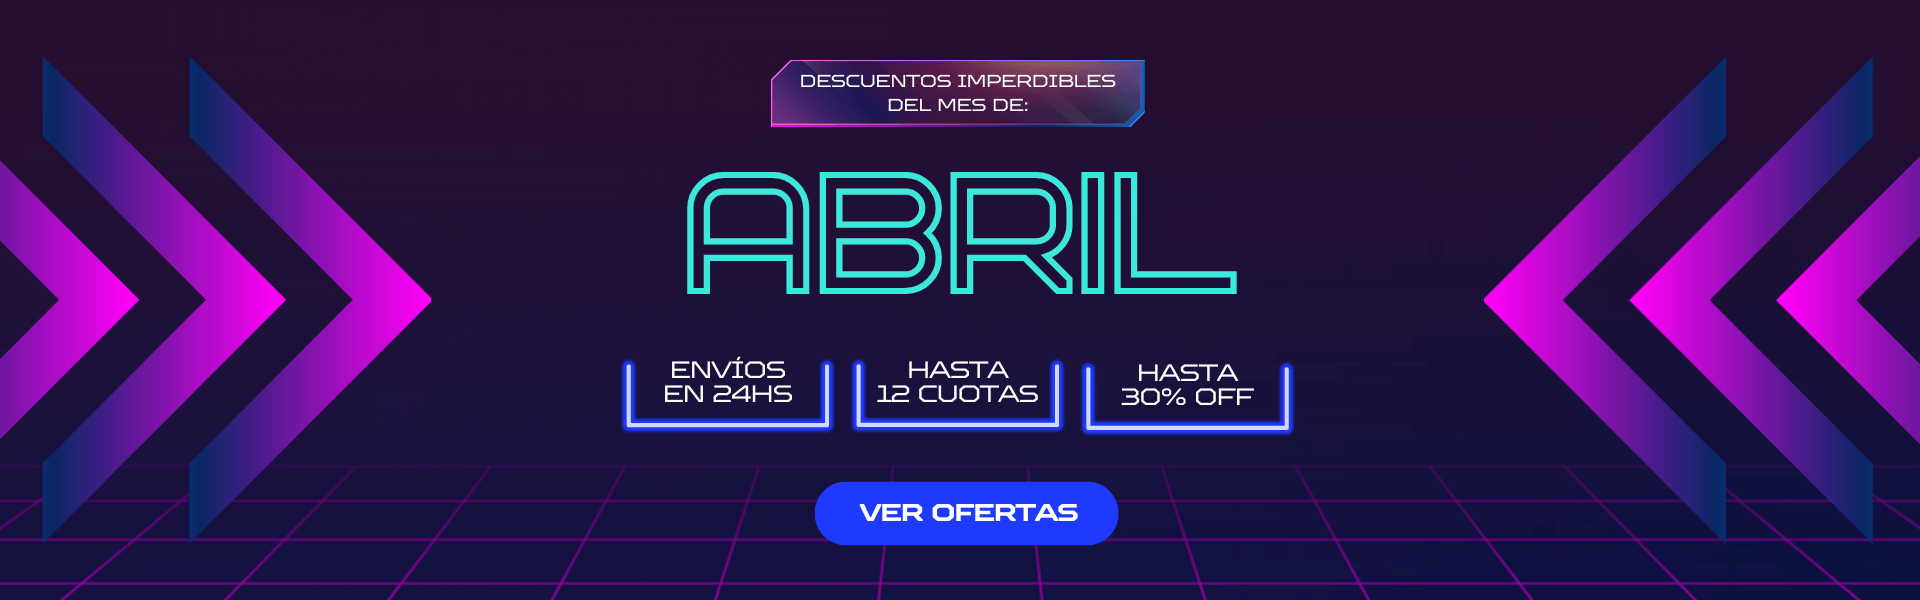 DESCUENTOS IMPERDIBLES
DEL MES DE:
ABRIL
ENVÍOS
EN 24HS
HASTA
12 CUOTAS
HASTA
30% OFF
VER OFERTAS